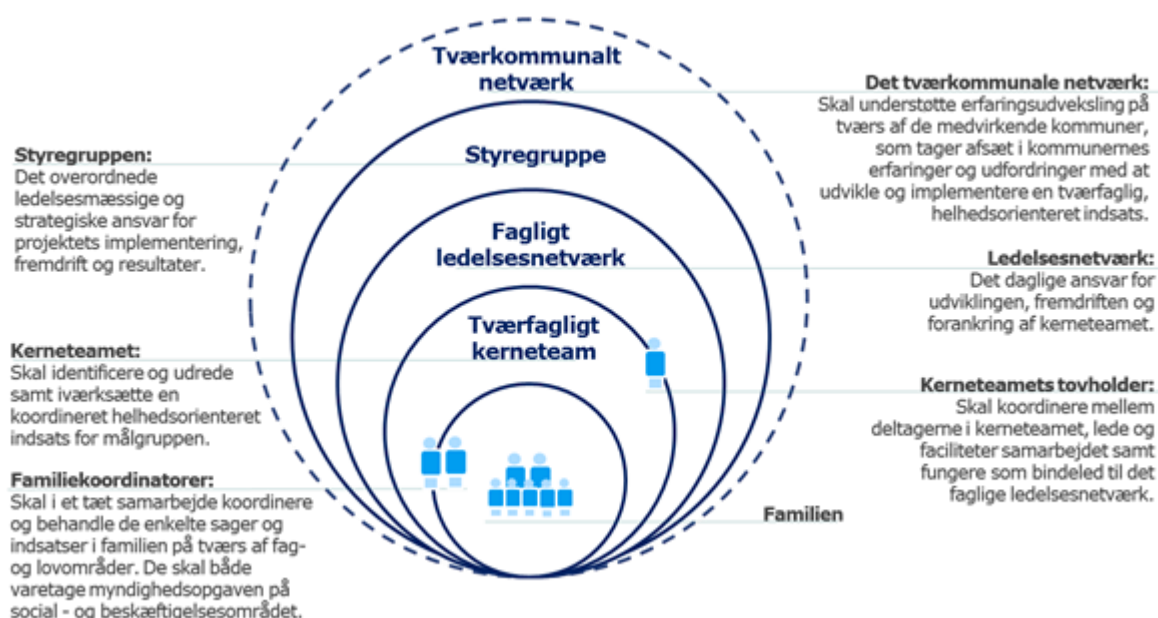 Tværkommunalt
netværk
Styregruppe
Fagligt
ledelsesnetværk
Tværfagligt
kerneteam
Styregruppen:
Det overordnede
ledelsesmæssige og
strategiske ansvar for
projektets implementering,
fremdrift og resultater.
Kerneteamet:
Skal identificere og udrede
samt iværksætte en
koordineret helhedsorienteret
indsats for målgruppen.
Familiekoordinatorer:
Skal i et tæt samarbejde koordinere
og behandle de enkelte sager og
indsatser i familien på tværs af fag-
og lovområder. De skal både
varetage myndighedsopgaven på
social - og beskæftigelsesområdet.
Det tværkommunale netværk:
Skal understøtte erfaringsudveksling på
tværs af de medvirkende kommuner,
som tager afsæt i kommunernes
erfaringer og udfordringer med at
udvikle og implementere en tværfaglig,
helhedsorienteret indsats.
Ledelsesnetværk:
Det daglige ansvar for
udviklingen, fremdriften og
forankring af kerneteamet.
Kerneteamets tovholder:
Skal koordinere mellem
deltagerne i kerneteamet, lede og
faciliteter samarbejdet samt
fungere som bindeled til det
faglige ledelsesnetværk.
Familien